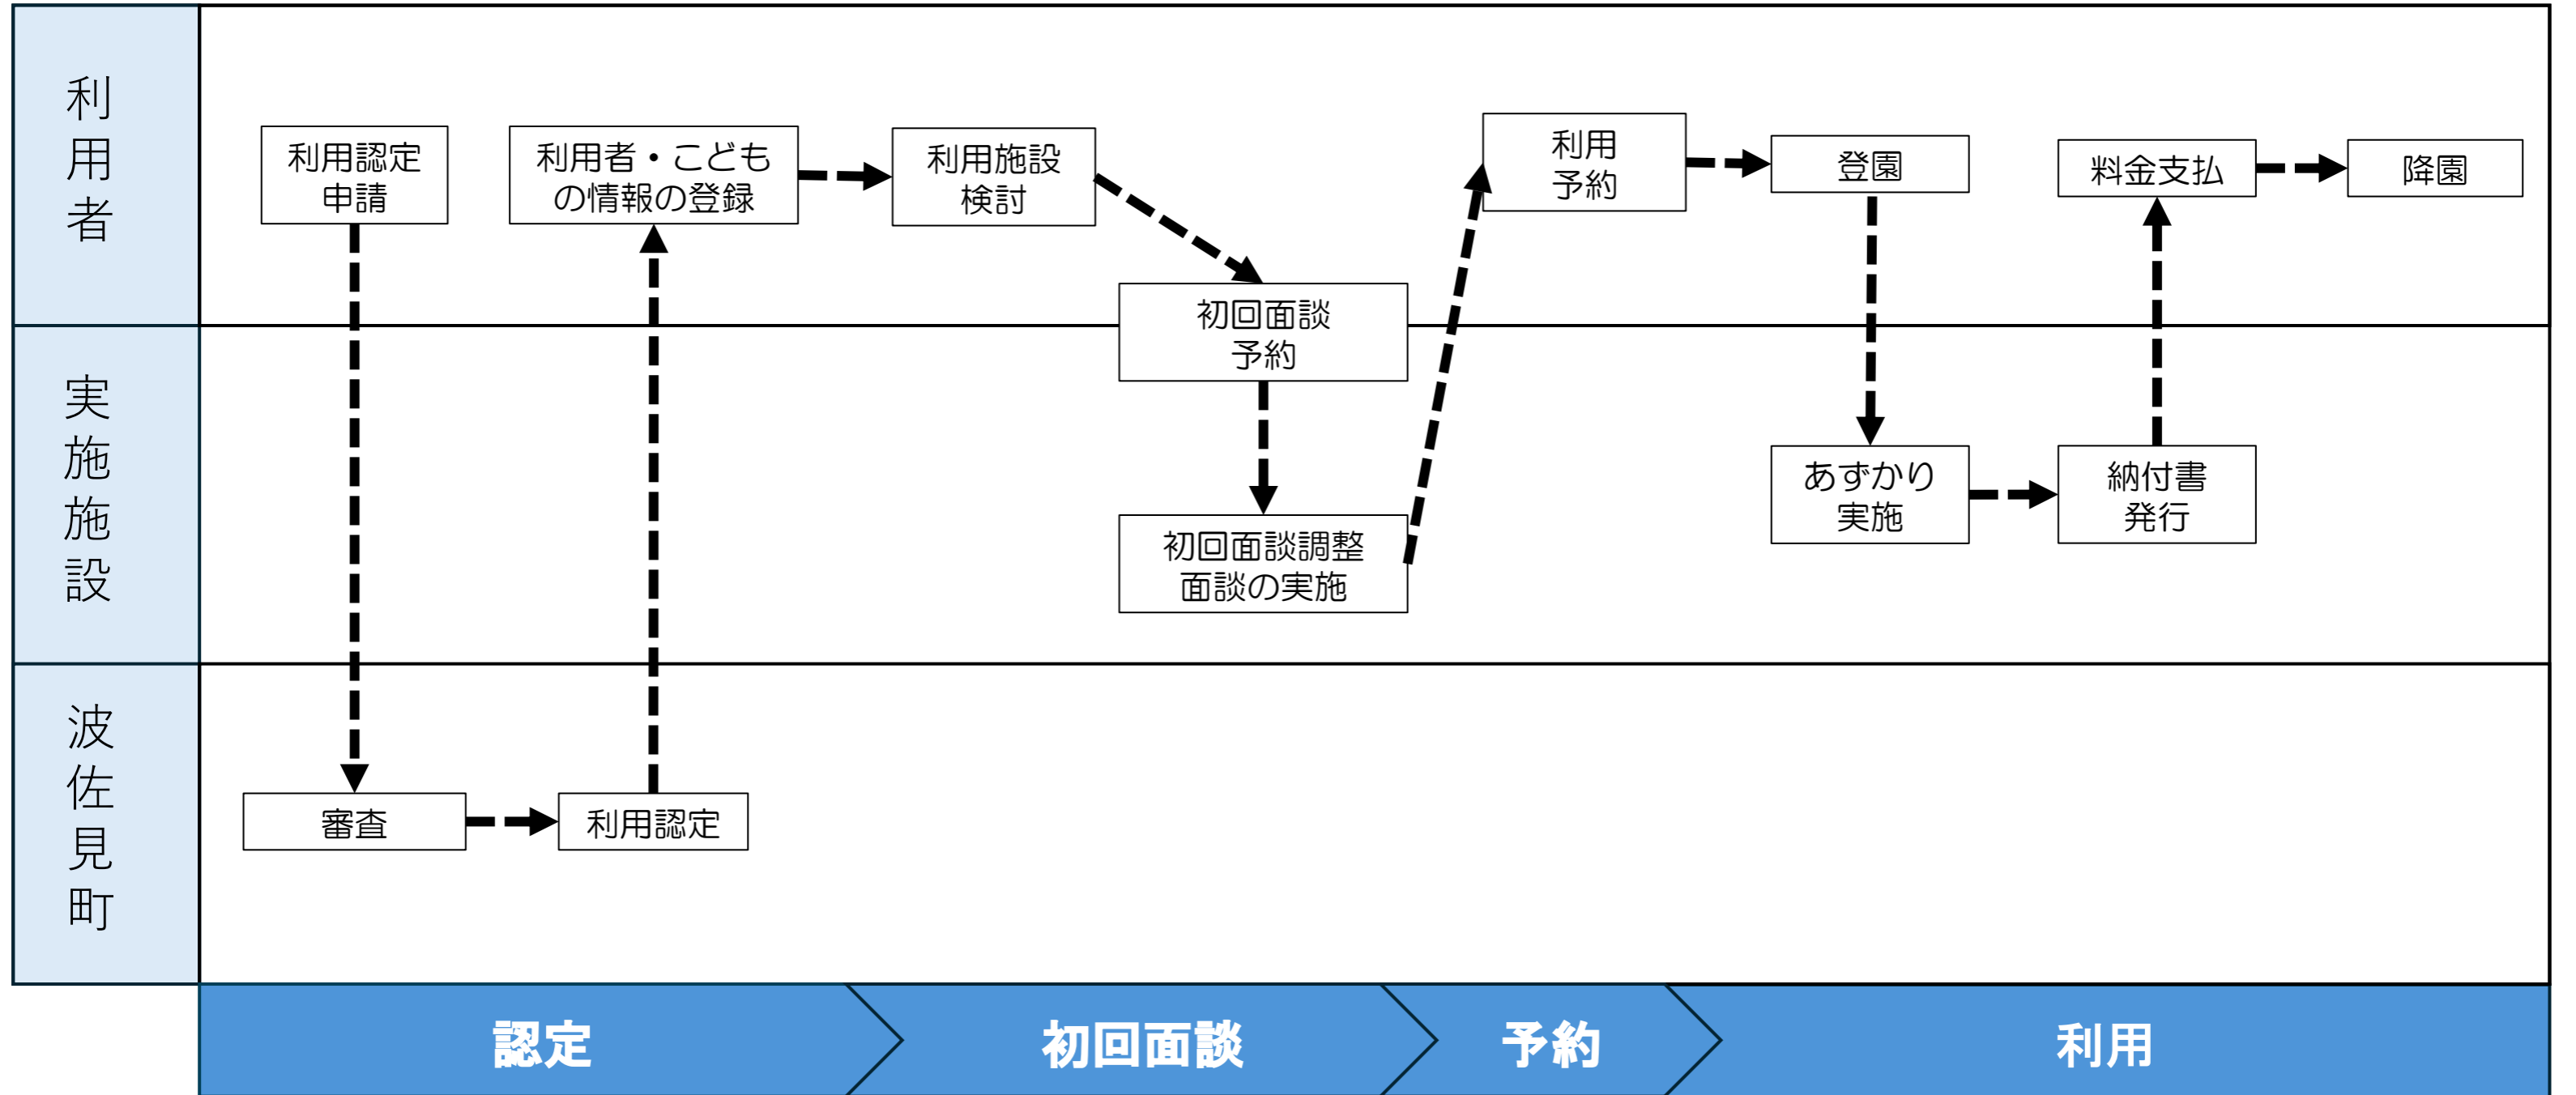 利用者
利用認定
申請
利用者・こども
の情報の登録
利用施設
検討
利用
予約
登園
料金支払
降園
初回面談
予約
実施施設
初回面談調整
面談の実施
あずかり
実施
納付書
発行
波佐見町
審査
利用認定
認定
初回面談
予約
利用